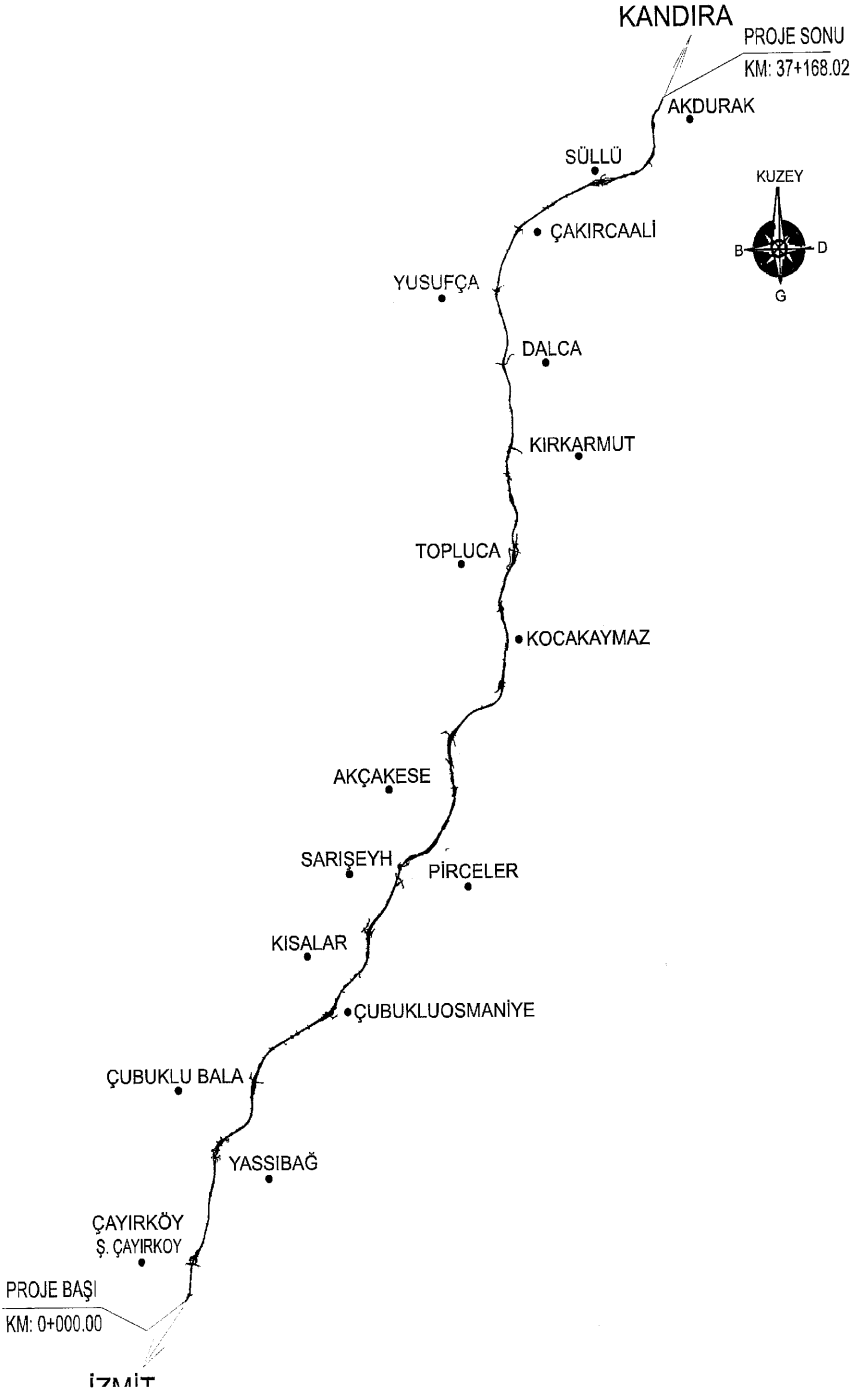 KANDIRA
PROJE SONU
KM: 37+168.02
AKDURAK
SÜLLÜ
KUZEY
ÇAKIRCAALİ
B
D
YUSUFÇA
G
DALCA
KIRKARMUT
TOPLUCA
KOCAKAYMAZ
AKÇAKESE
SARIŞEYH
PİRCELER
KISALAR
ÇUBUKLUOSMANİYE
ÇUBUKLU BALA
YASSIBAĞ
ÇAYIRKÖY
Ş. ÇAYIRKOY
PROJE BAŞI
KM: 0+000.00
İZMİT